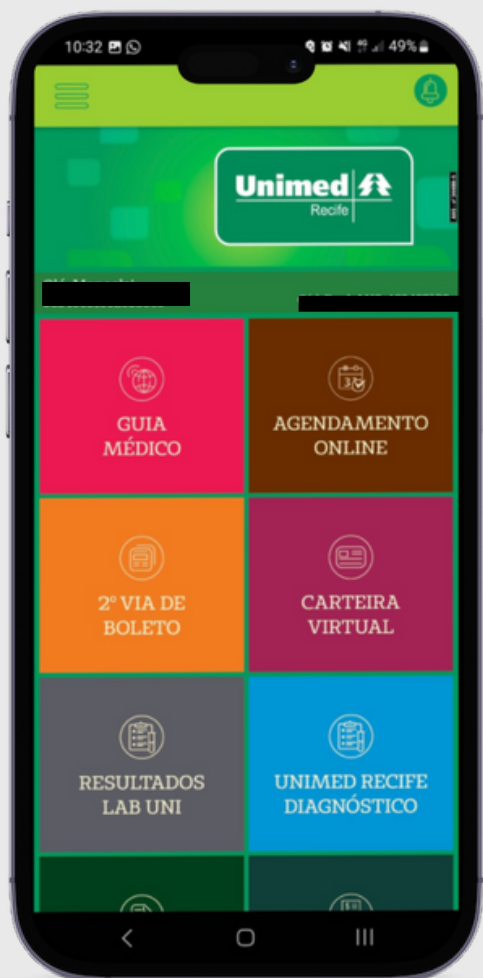 10:32
49%
Unimed
Recife
GUIA
MÉDICO
AGENDAMENTO
ONLINE
2º VIA DE
BOLETO
CARTEIRA
VIRTUAL
RESULTADOS
LAB UNI
UNIMED RECIFE
DIAGNÓSTICO